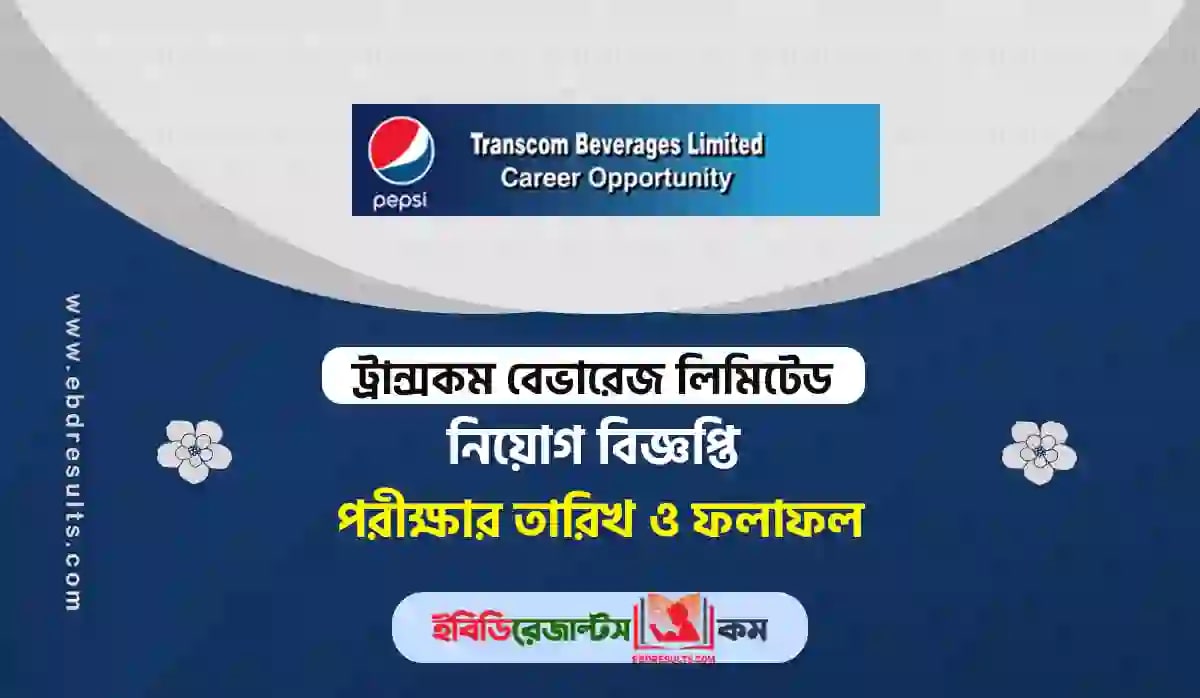 pepsi
Transcom Beverages Limited
Career Opportunity
www.ebdresults.com
ট্রান্সকম বেভারেজ লিমিটেড
নিয়োগ বিজ্ঞপ্তি
পরীক্ষার তারিখ ও ফলাফল
ইবিডিরেজাল্টস কম
EBDRESULTS.COM